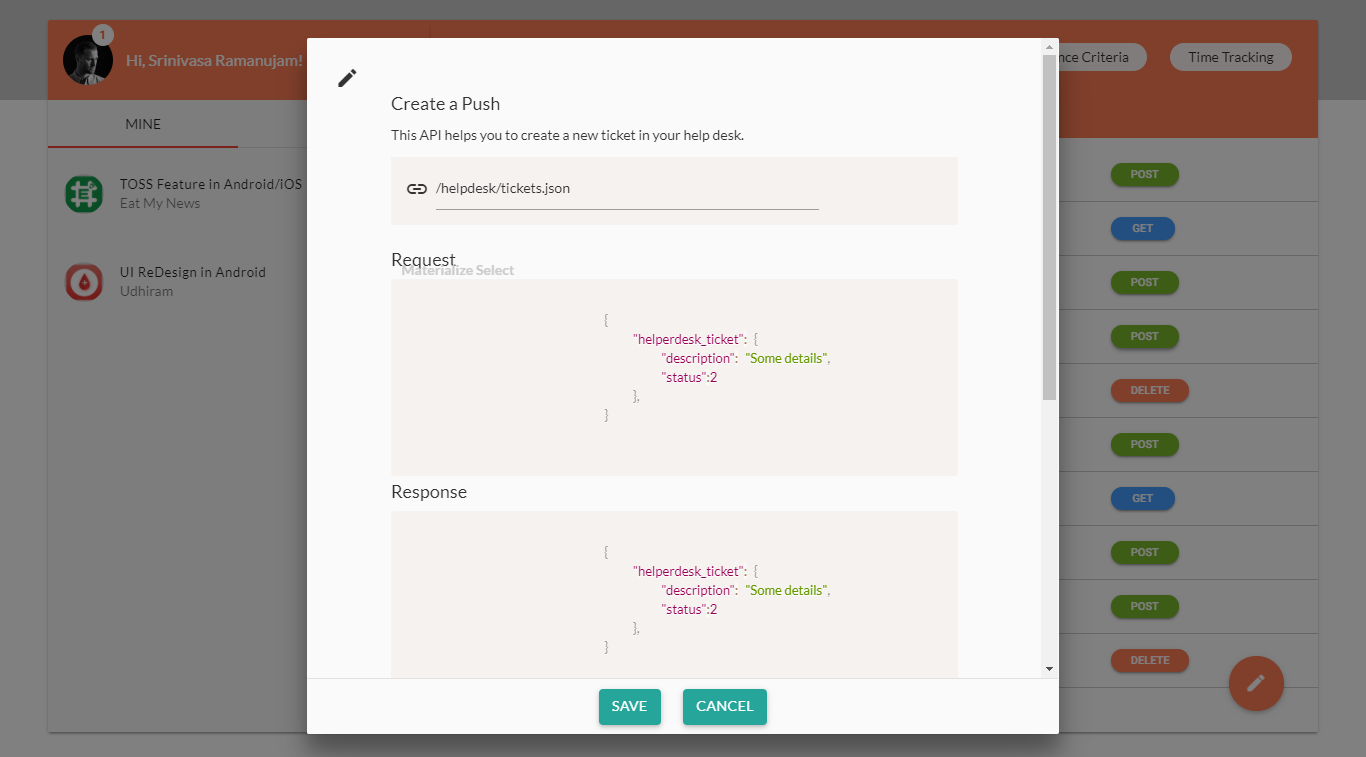 1
Hi, Srinivasa Ramanujam!
nce Criteria
Time Tracking
MINE
TOSS Feature in Android/iOS
Eat My News
UI ReDesign in Android
Udhiram
Create a Push
This API helps you to create a new ticket in your help desk.
/helpdesk/tickets.json
Request
Materialize Select
{
"helperdesk_ticket": {
"description": "Some details",
"status":2
},
}
Response
{
"helperdesk_ticket": {
"description": "Some details",
"status":2
},
}
SAVE
CANCEL
POST
GET
POST
POST
DELETE
POST
GET
POST
POST
DELETE